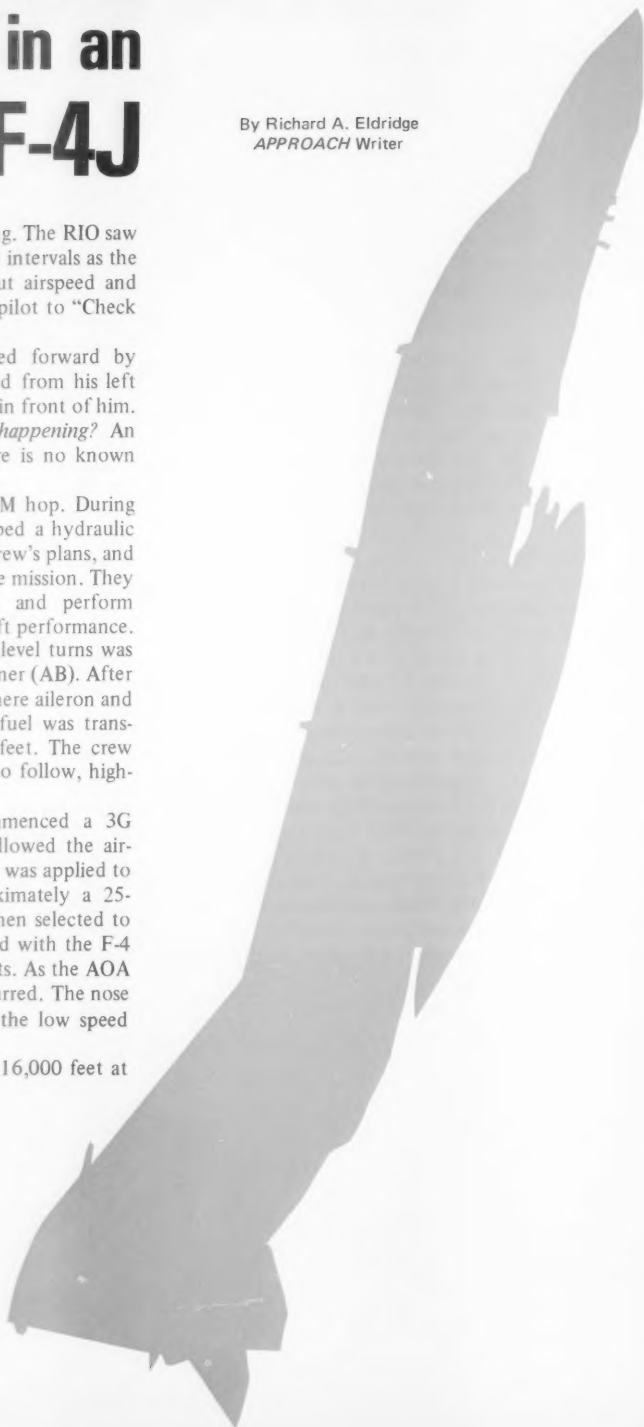 in an
F-4J
By Richard A. Eldridge
APPROACH Writer
g. The RIO saw
intervals as the
ut airspeed and
pilot to “Check
ed forward by
d from his left
in front of him.
happening? An
re is no known
M hop. During
ped a hydraulic
rew's plans, and
e mission. They
and perform
ft performance.
level turns was
ner (AB). After
here aileron and
fuel was trans-
feet. The crew
o follow, high-
mmenced a 3G
llowed the air-
was applied to
ximately a 25-
hen selected to
d with the F-4
ts. As the AOA
urred. The nose
the low speed
16,000 feet at